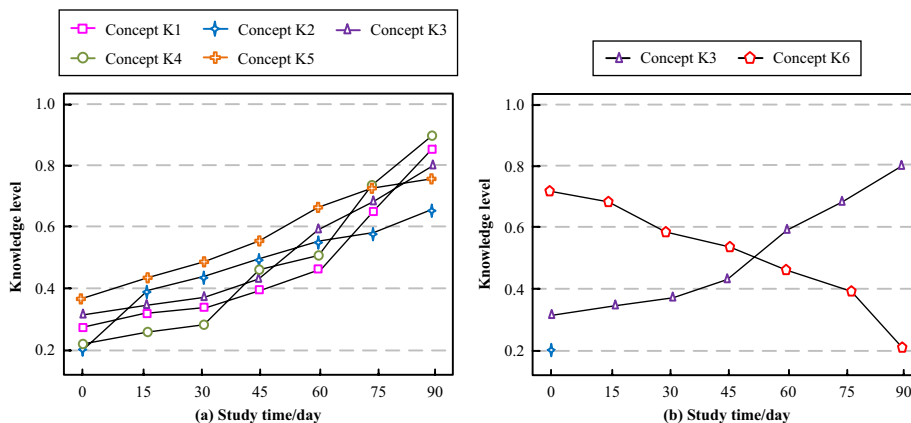 Concept K1 Concept K2 Concept K3
Concept K4 Concept K5
Knowledge level
1.0
0.8
0.6
0.4
0.2
0 15 30 45 60 75 90
(a) Study time/day
Concept K3 Concept K6
Knowledge level
1.0
0.8
0.6
0.4
0.2
0 15 30 45 60 75 90
(b) Study time/day